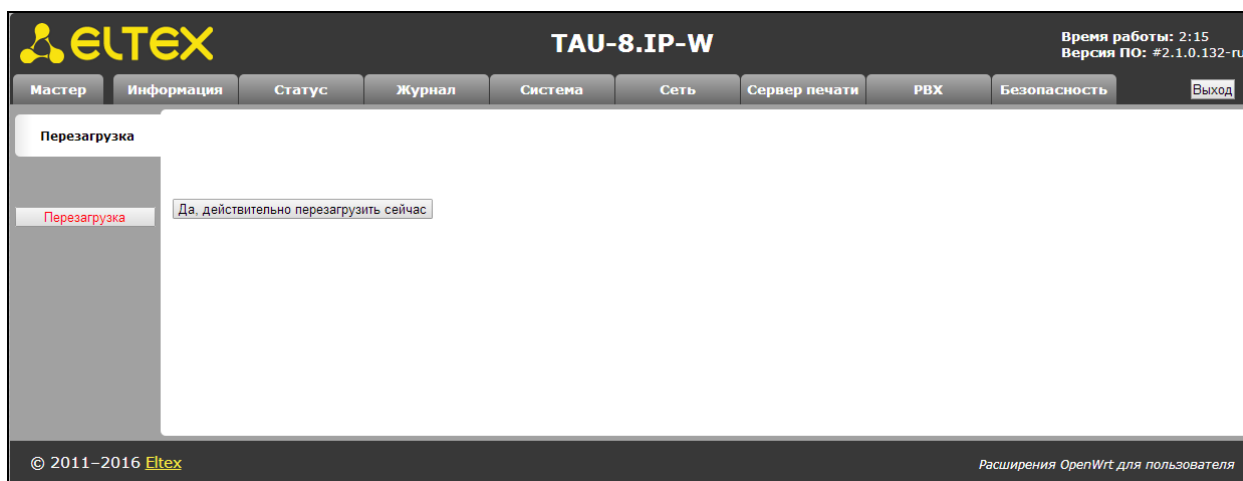 ELTEX
TAU-8.IP-W
Время работы: 2:15
Версия ПО: #2.1.0.132-ru
Мастер Информация Статус Журнал Система Сеть Сервер печати PBX Безопасность Выход
Перезагрузка
Перезагрузка
Да, действительно перезагрузить сейчас
© 2011–2016 Eltex
Расширения OpenWrt для пользователя